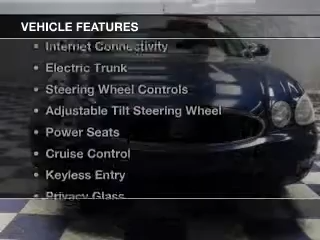 VEHICLE FEATURES
• Internet Connectivity
• Electric Trunk
• Steering Wheel Controls
• Adjustable Tilt Steering Wheel
• Power Seats
• Cruise Control
• Keyless Entry
• Privacy Glass